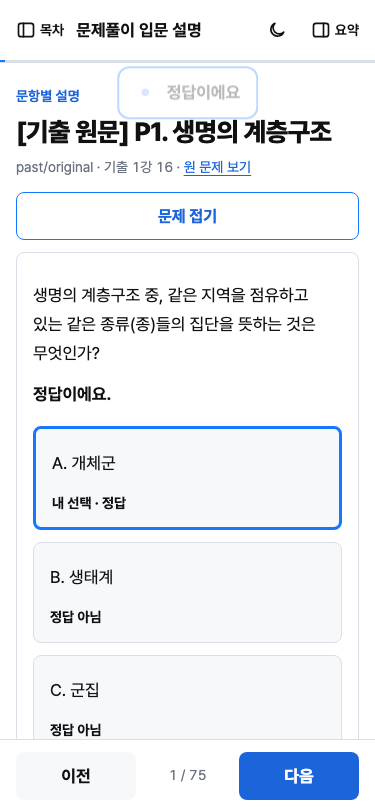 목차 문제풀이 입문 설명 요약
정답이에요
문항별 설명
[기출 원문] P1. 생명의 계층구조
past/original · 기출 1강 16 · 원 문제 보기
문제 접기
생명의 계층구조 중, 같은 지역을 점유하고
있는 같은 종류(종)들의 집단을 뜻하는 것은
무엇인가?
정답이에요.
A. 개체군
내 선택 · 정답
B. 생태계
정답 아님
C. 군집
정답 아님
이전 1 / 75 다음